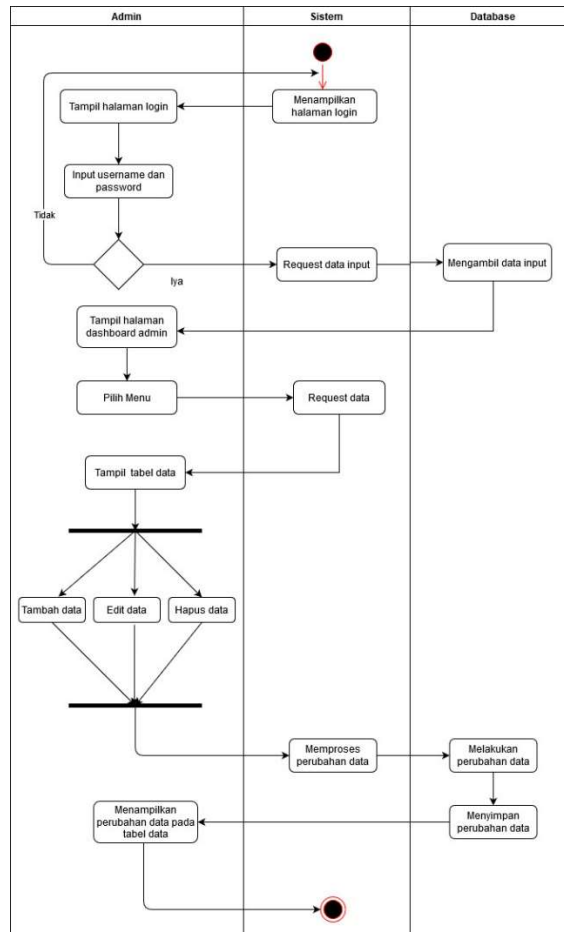 Admin
Sistem
Database
Menampilkan
halaman login
Tampil halaman login
Input username dan
password
Tidak
Iya
Request data input
Mengambil data input
Tampil halaman
dashboard admin
Pilih Menu
Request data
Tampil tabel data
Tambah data
Edit data
Hapus data
Memproses
perubahan data
Melakukan
perubahan data
Menyimpan
perubahan data
Menampilkan
perubahan data pada
tabel data